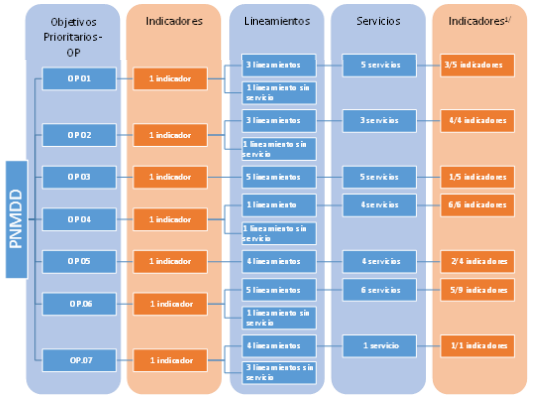 Objetivos
Prioritarios -
OP
Indicadores
Lineamientos
Servicios
Indicadores1/
PNMDD
OP.01
1 indicador
3 lineamientos
5 servicios
3/5 indicadores
1 lineamiento sin
servicio
OP.02
1 indicador
3 lineamientos
3 servicios
4/4 indicadores
1 lineamiento sin
servicio
OP.03
1 indicador
5 lineamientos
5 servicios
1/5 indicadores
OP.04
1 indicador
1 lineamiento
4 servicios
6/6 indicadores
1 lineamiento sin
servicio
OP.05
1 indicador
4 lineamientos
4 servicios
2/4 indicadores
OP.06
1 indicador
5 lineamientos
6 servicios
5/9 indicadores
1 lineamiento sin
servicio
OP.07
1 indicador
4 lineamientos
1 servicio
1/1 indicadores
3 lineamientos sin
servicio